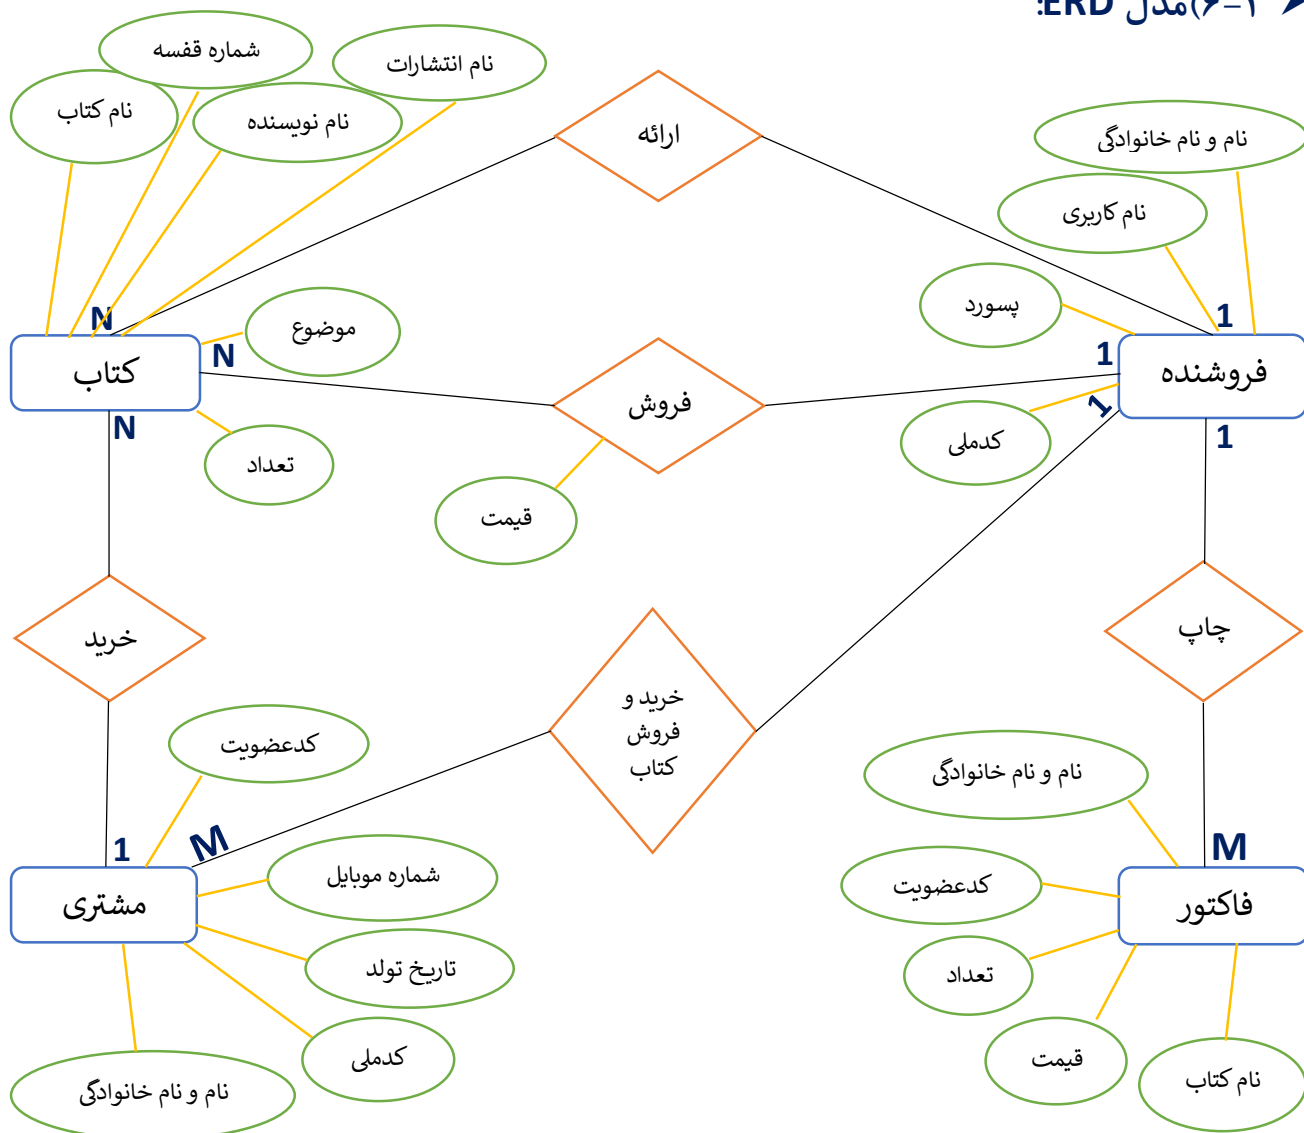 ۶-۱)مدل ERD:
شماره قفسه
نام انتشارات
نام کتاب
نام نویسنده
ارائه
نام و نام خانوادگی
نام کاربری
پسورد
موضوع
N
1
کتاب
N
فروش
1
فروشنده
1
N
تعداد
کدملی
1
قیمت
خرید
خرید و
فروش
کتاب
چاپ
کدعضویت
نام و نام خانوادگی
1
M
M
مشتری
شماره موبایل
کدعضویت
فاکتور
تاریخ تولد
تعداد
کدملی
قیمت
نام کتاب
نام و نام خانوادگی